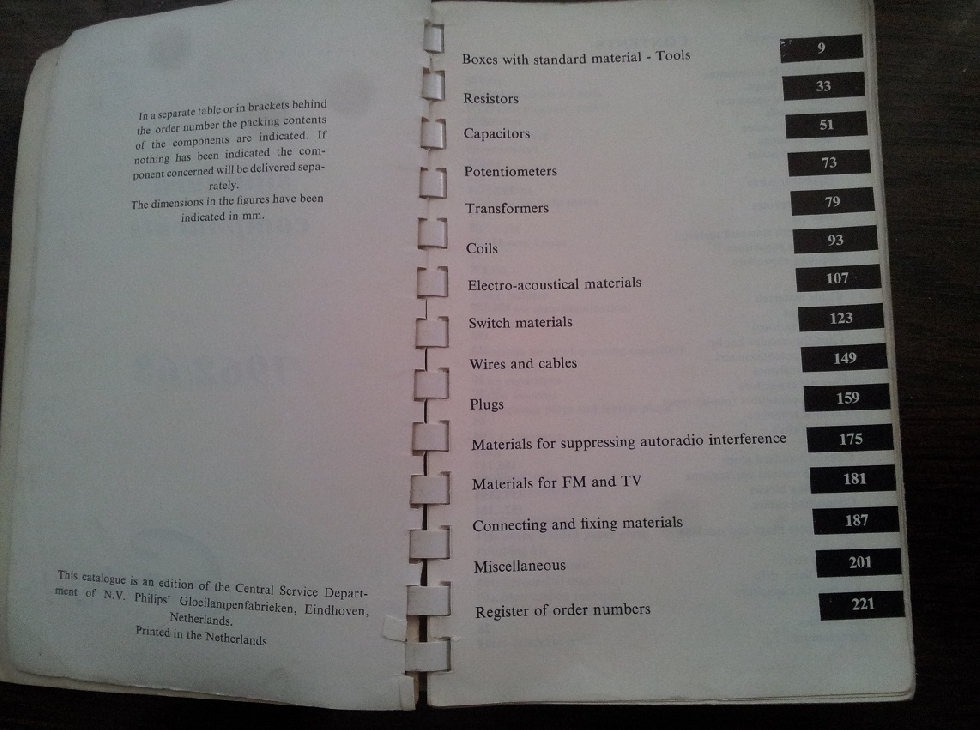 In a separate table or in brackets behind
the order number the packing contents
of the components are indicated. If
nothing has been indicated the com-
ponent concerned will be delivered sepa-
rately.
The dimensions in the figures have been
indicated in mm.
This catalogue is an edition of the Central Service Depart-
ment of N.V. Philips' Gloeilampenfabrieken, Eindhoven,
Netherlands.
Printed in the Netherlands
Boxes with standard material - Tools 9
Resistors 33
Capacitors 51
Potentiometers 73
Transformers 79
Coils 93
Electro-acoustical materials 107
Switch materials 123
Wires and cables 149
Plugs 159
Materials for suppressing autoradio interference 175
Materials for FM and TV 181
Connecting and fixing materials 187
Miscellaneous 201
Register of order numbers 221